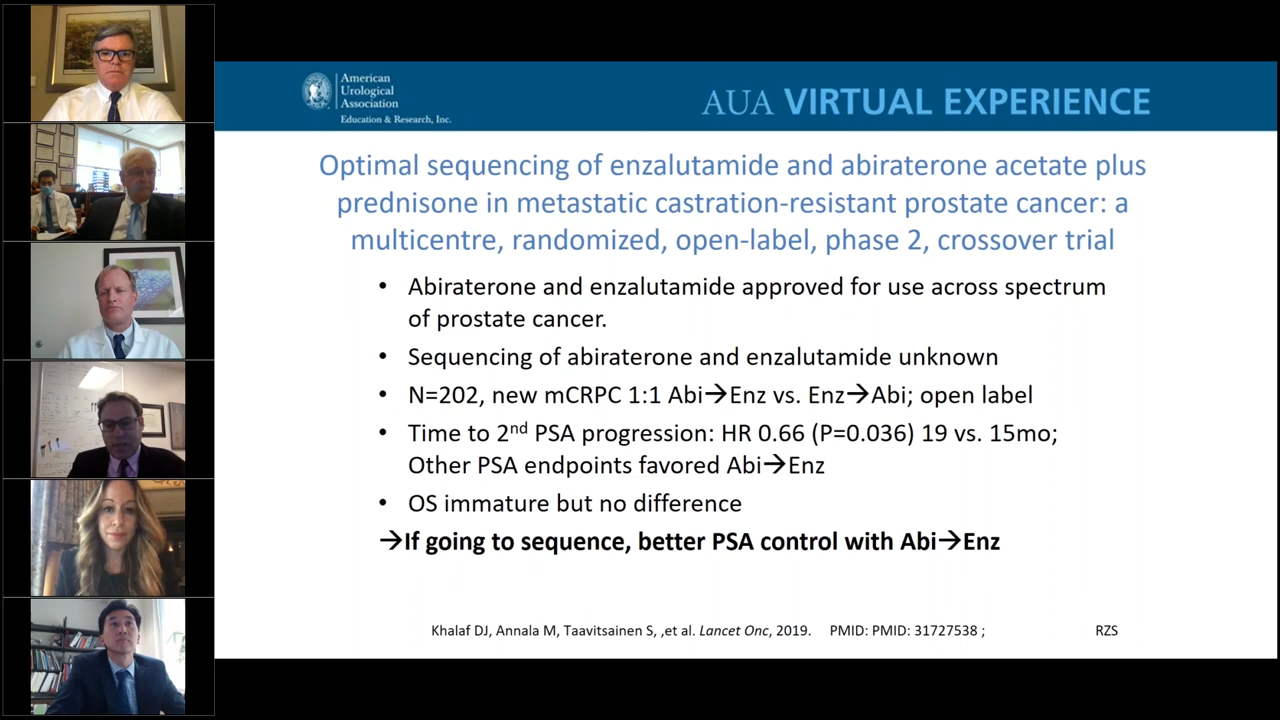 American
Urological
Association
Education & Research, Inc.
AUA VIRTUAL EXPERIENCE
Optimal sequencing of enzalutamide and abiraterone acetate plus
prednisone in metastatic castration-resistant prostate cancer: a
multicentre, randomized, open-label, phase 2, crossover trial
• Abiraterone and enzalutamide approved for use across spectrum
of prostate cancer.
• Sequencing of abiraterone and enzalutamide unknown
• N=202, new mCRPC 1:1 Abi→Enz vs. Enz→Abi; open label
• Time to 2nd PSA progression: HR 0.66 (P=0.036) 19 vs. 15mo;
Other PSA endpoints favored Abi→Enz
• OS immature but no difference
→If going to sequence, better PSA control with Abi→Enz
Khalaf DJ, Annala M, Taavitsainen S, ,et al. Lancet Onc, 2019. PMID: PMID: 31727538 ;
RZS